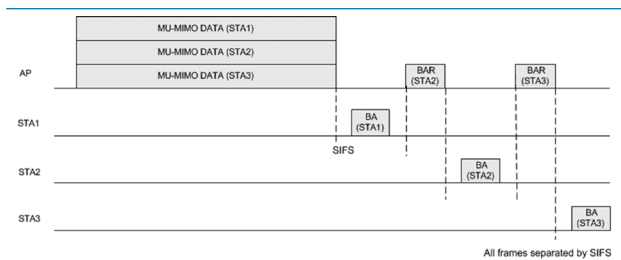 MU-MIMO DATA (STA1)
MU-MIMO DATA (STA2)
AP
MU-MIMO DATA (STA3)
BAR
(STA2)
BAR
(STA3)
STA1
BA
(STA1)
SIFS
STA2
BA
(STA2)
STA3
BA
(STA3)
All frames separated by SIFS